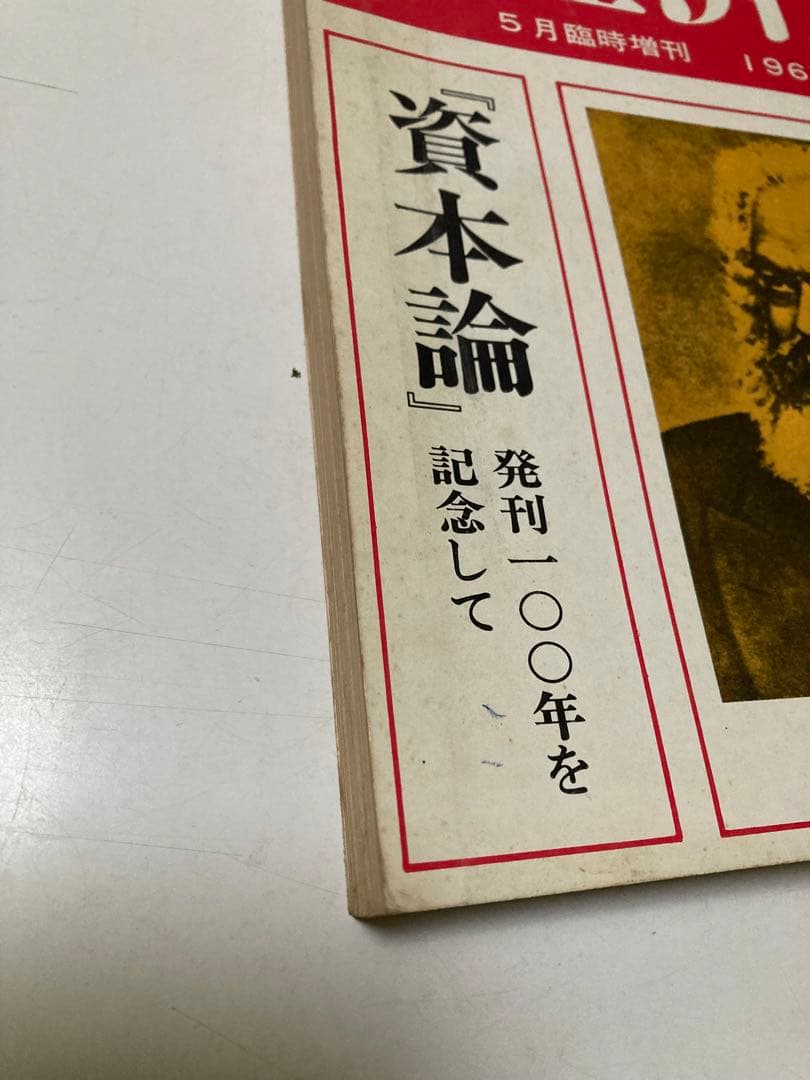 5月臨時増刊 196
『資本論』
発刊一〇〇年を
記念して